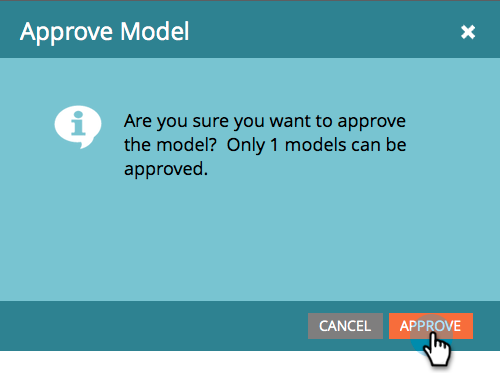 Approve Model
Are you sure you want to approve
the model?  Only 1 models can be
approved.
CANCEL
APPROVE